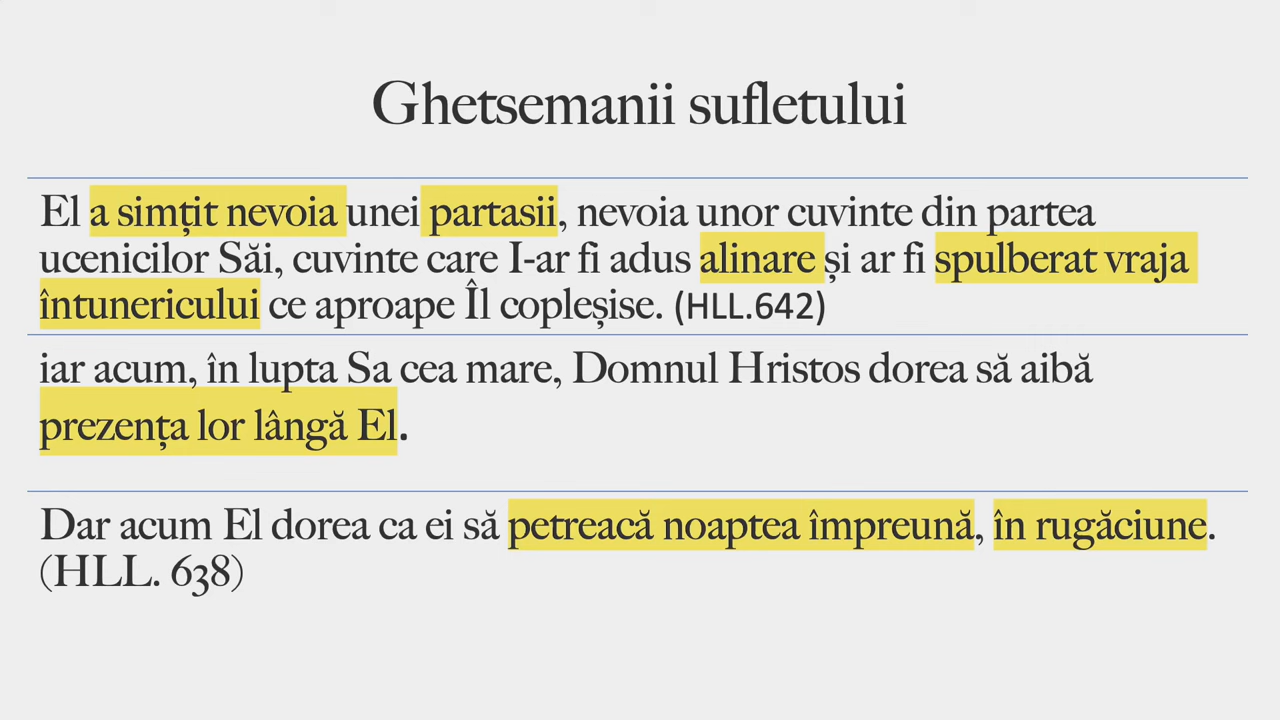 Ghetsemanii sufletului
El a simțit nevoia unei partasii, nevoia unor cuvinte din partea
ucenicilor Săi, cuvinte care I-ar fi adus alinare și ar fi spulberat vraja
întunericului ce aproape Îl copleșise. (HLL.642)
iar acum, în lupta Sa cea mare, Domnul Hristos dorea să aibă
prezența lor lângă El.
Dar acum El dorea ca ei să petreacă noaptea împreună, în rugăciune.
(HLL. 638)